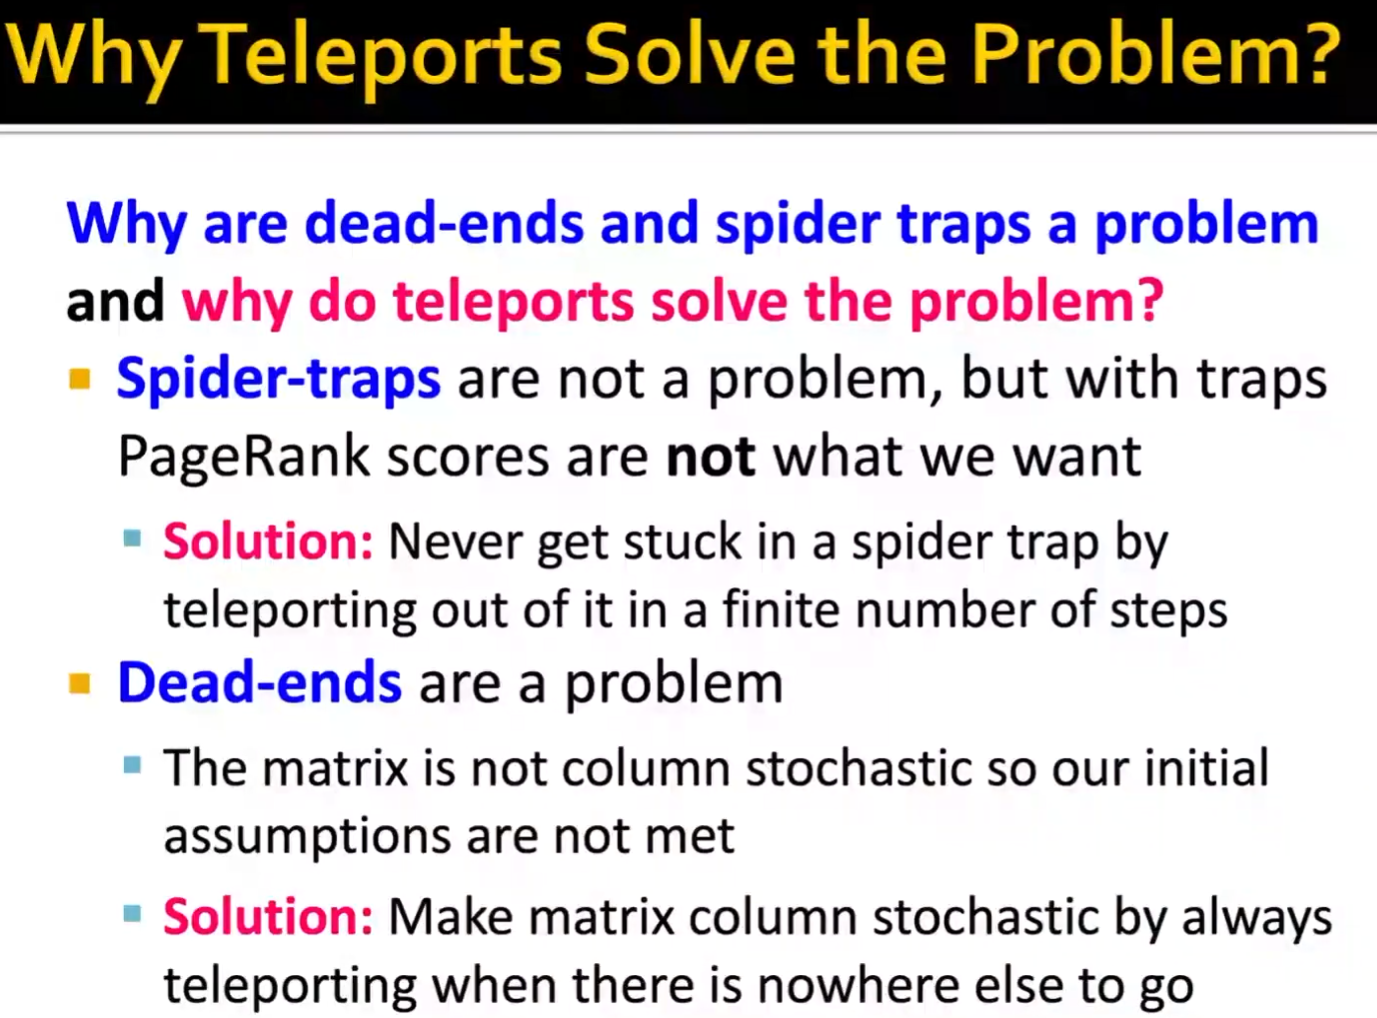 Why Teleports Solve the Problem?
Why are dead-ends and spider traps a problem
and why do teleports solve the problem?
Spider-traps are not a problem, but with traps
PageRank scores are not what we want
Solution: Never get stuck in a spider trap by
teleporting out of it in a finite number of steps
Dead-ends are a problem
The matrix is not column stochastic so our initial
assumptions are not met
Solution: Make matrix column stochastic by always
teleporting when there is nowhere else to go